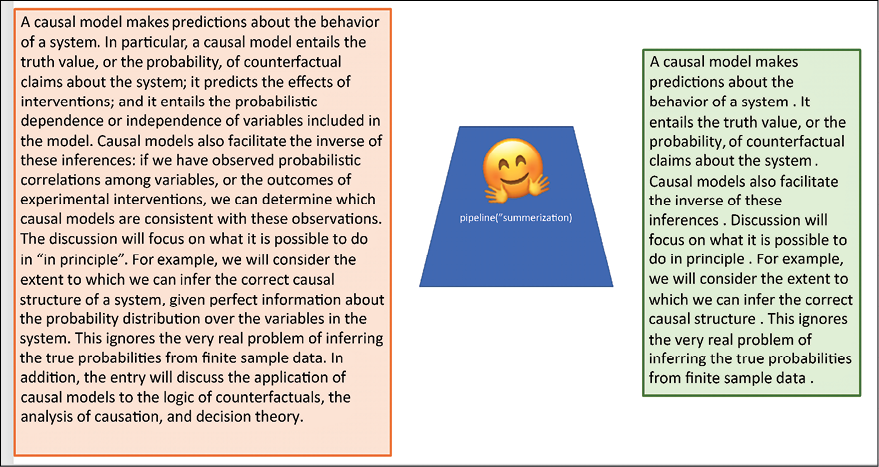 A causal model makes predictions about the behavior
of a system. In particular, a causal model entails the
truth value, or the probability, of counterfactual
claims about the system; it predicts the effects of
interventions; and it entails the probabilistic
dependence or independence of variables included in
the model. Causal models also facilitate the inverse of
these inferences: if we have observed probabilistic
correlations among variables, or the outcomes of
experimental interventions, we can determine which
causal models are consistent with these observations.
The discussion will focus on what it is possible to do
in “in principle”. For example, we will consider the
extent to which we can infer the correct causal
structure of a system, given perfect information about
the probability distribution over the variables in the
system. This ignores the very real problem of inferring
the true probabilities from finite sample data. In
addition, the entry will discuss the application of
causal models to the logic of counterfactuals, the
analysis of causation, and decision theory.
pipeline("summerization)
A causal model makes
predictions about the
behavior of a system . It
entails the truth value, or the
probability, of counterfactual
claims about the system .
Causal models also facilitate
the inverse of these
inferences . Discussion will
focus on what it is possible to
do in principle . For example,
we will consider the extent to
which we can infer the correct
causal structure . This ignores
the very real problem of
inferring the true probabilities
from finite sample data .